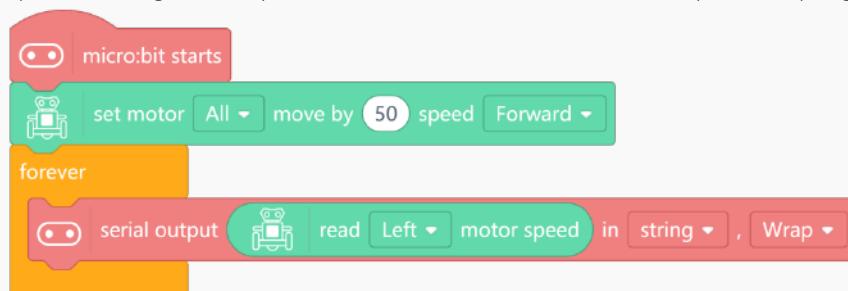 micro:bit starts
set motor All move by 50 speed Forward
forever
serial output read Left motor speed in string , Wrap